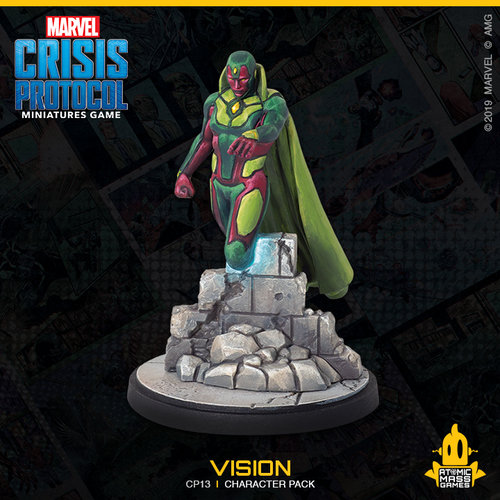 MARVEL
CRISIS
PROTOCOL
MINIATURES GAME
©2019 MARVEL © AMG
VISION
CP13 | CHARACTER PACK
ATOMIC
MASS
GAMES